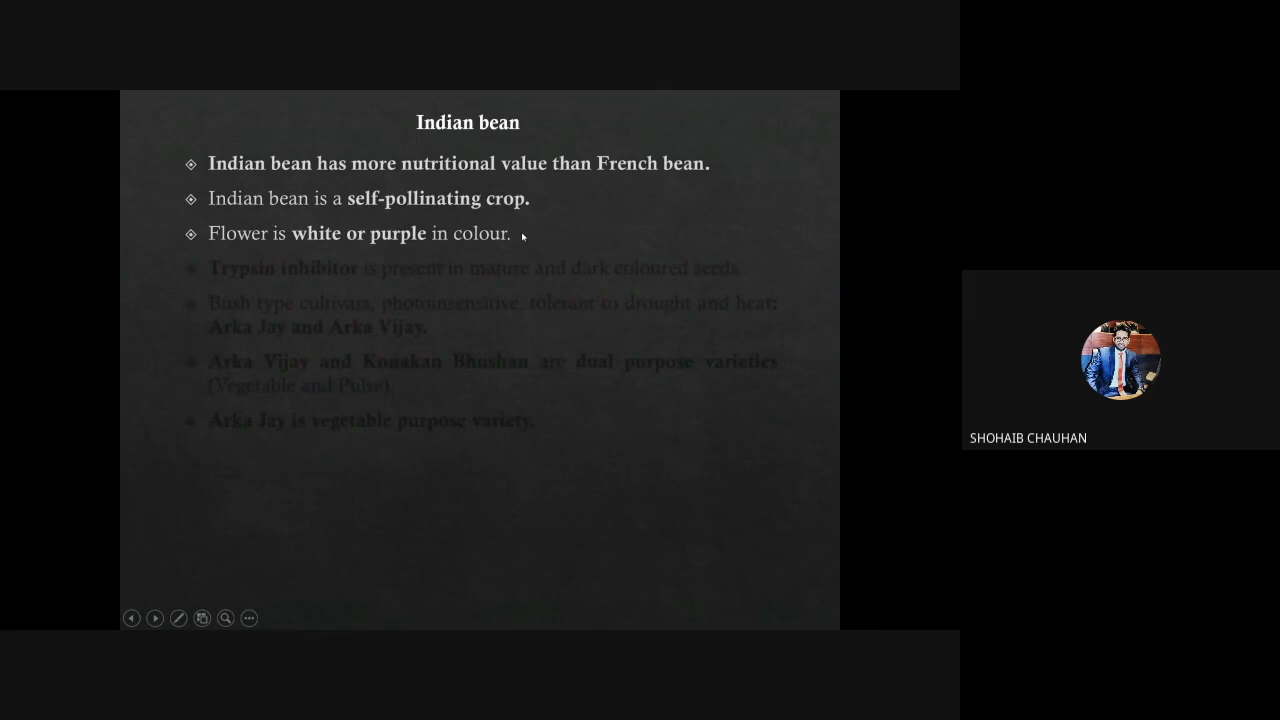 Indian bean
Indian bean has more nutritional value than French bean.
Indian bean is a self-pollinating crop.
Flower is white or purple in colour.
Trypsin inhibitor is present in mature and dark coloured seeds
Bush type cultivars, photoinsensitive, tolerant to drought and heat:
Arka Jay and Arka Vijay.
Arka Vijay and Konakan Bhushan are dual purpose varieties
(Vegetable and Pulse).
Arka Jay is vegetable purpose variety.
SHOHAIB CHAUHAN